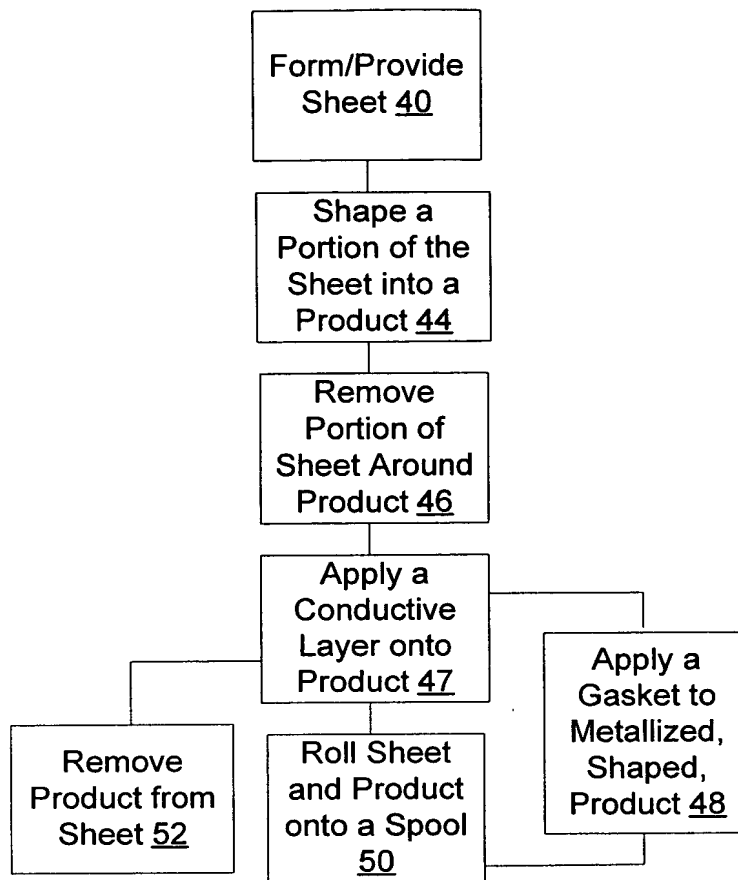 Form/Provide
Sheet 40
Shape a
Portion of the
Sheet into a
Product 44
Remove
Portion of
Sheet Around
Product 46
Apply a
Conductive
Layer onto
Product 47
Remove
Product from
Sheet 52
Roll Sheet
and Product
onto a Spool
50
Apply a
Gasket to
Metallized,
Shaped,
Product 48